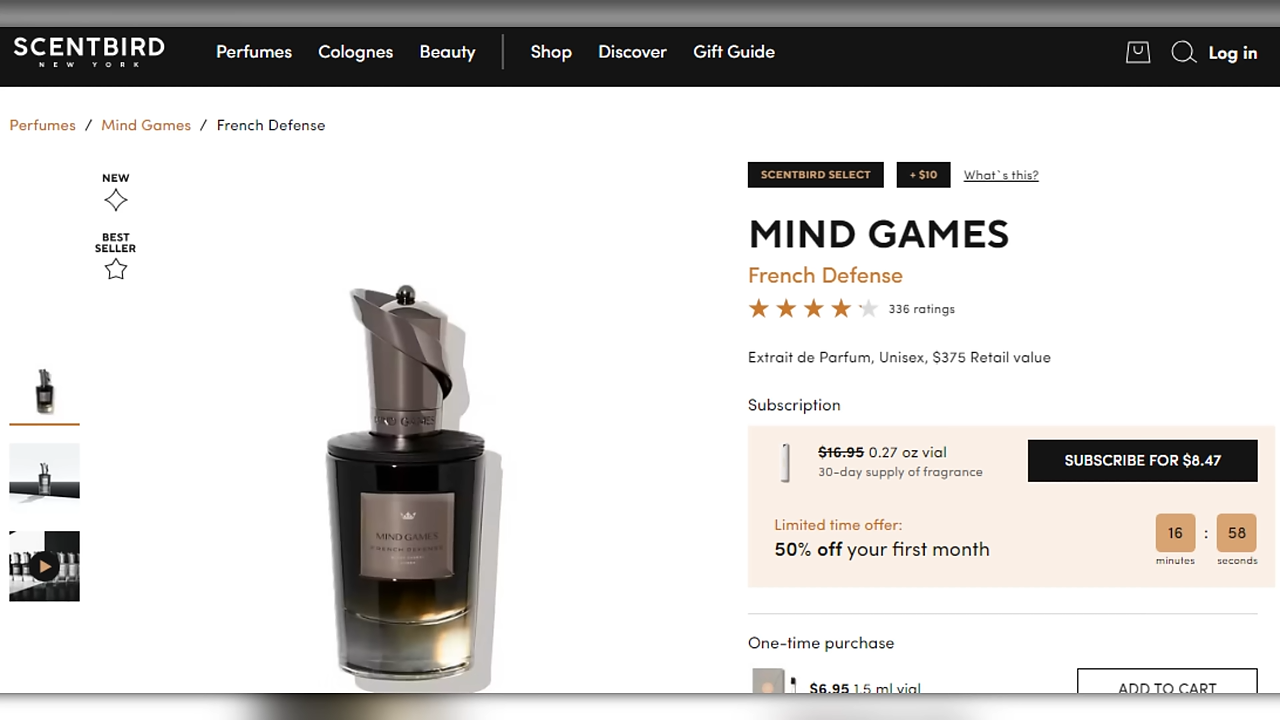 SCENTBIRD
NEW YORK
Perfumes
Colognes
Beauty
Shop
Discover
Gift Guide
Log in
Perfumes / Mind Games / French Defense
NEW
BEST
SELLER
SCENTBIRD SELECT
+ $10
What`s this?
MIND GAMES
French Defense
336 ratings
Extrait de Parfum, Unisex, $375 Retail value
Subscription
$16.95 0.27 oz vial
30-day supply of fragrance
SUBSCRIBE FOR $8.47
Limited time offer:
50% off your first month
16 : 58
minutes
seconds
One-time purchase
$6.95 1.5 ml vial
ADD TO CART
MIND GAMES
MIND GAMES
FRENCH DEFENSE